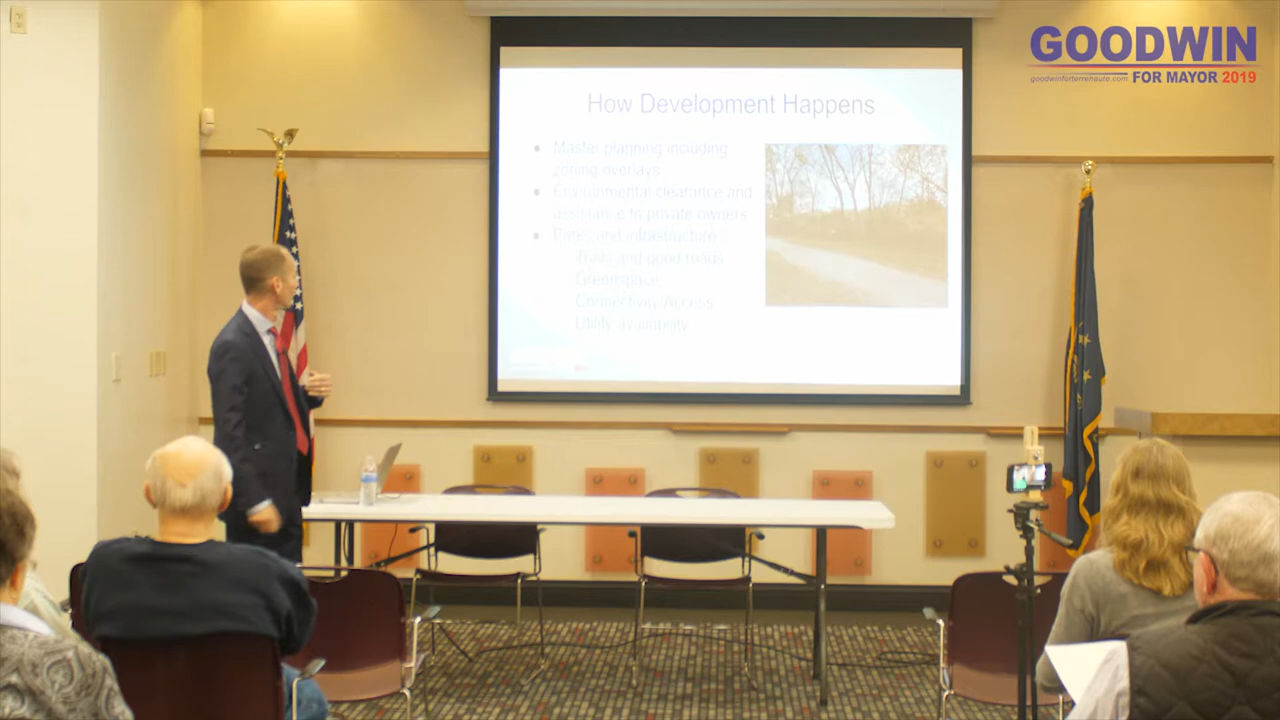 GOODWIN
goodwinforterrehaute.com FOR MAYOR 2019
How Development Happens
Master planning including
zoning overlays
Environmental clearance and
assistance to private owners
Parks and infrastructure
Trails and good roads
Greenspace
Connectivity/Access
Utility availability